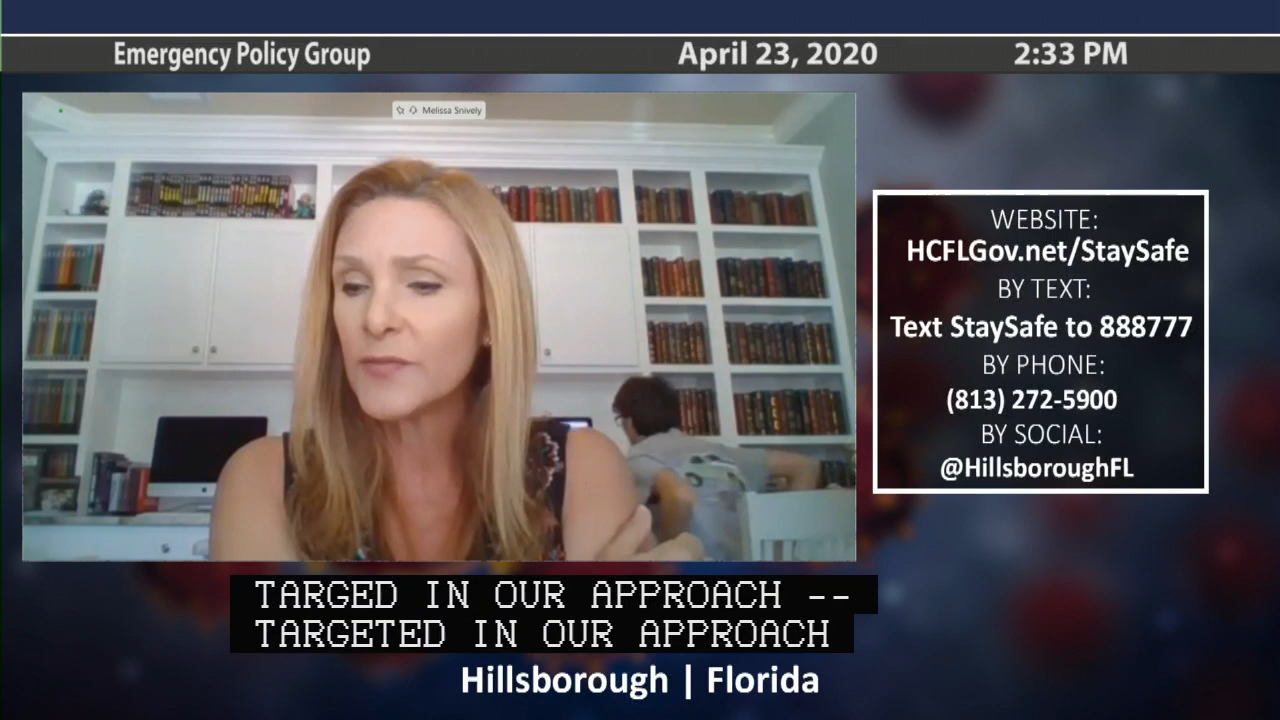 Emergency Policy Group April 23, 2020 2:33 PM
Melissa Snively
WEBSITE:
HCFLGov.net/StaySafe
BY TEXT:
Text StaySafe to 888777
BY PHONE:
(813) 272-5900
BY SOCIAL:
@HillsboroughFL
TARGED IN OUR APPROACH --
TARGETED IN OUR APPROACH
Hillsborough | Florida